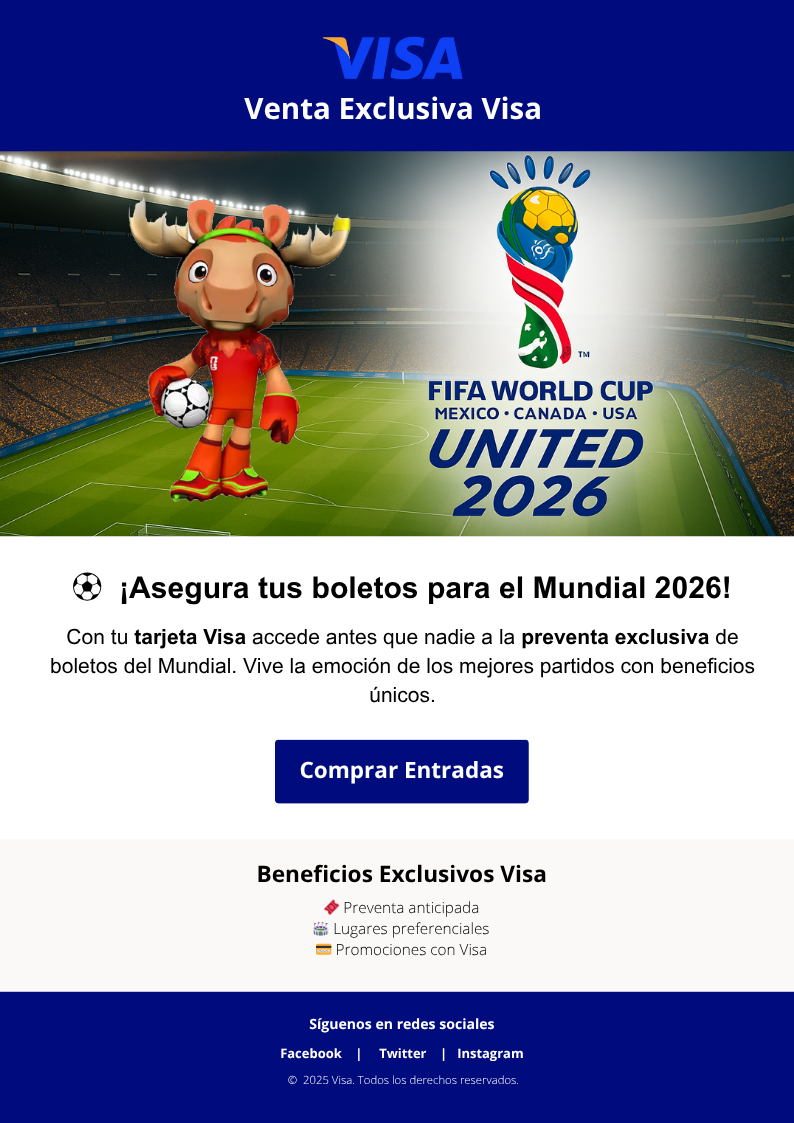 VISA
Venta Exclusiva Visa
TM
FIFA WORLD CUP
MEXICO • CANADA • USA
UNITED
2026
⚽ ¡Asegura tus boletos para el Mundial 2026!
Con tu tarjeta Visa accede antes que nadie a la preventa exclusiva de
boletos del Mundial. Vive la emoción de los mejores partidos con beneficios
únicos.
Comprar Entradas
Beneficios Exclusivos Visa
Preventa anticipada
Lugares preferenciales
Promociones con Visa
Síguenos en redes sociales
Facebook | Twitter | Instagram
© 2025 Visa. Todos los derechos reservados.